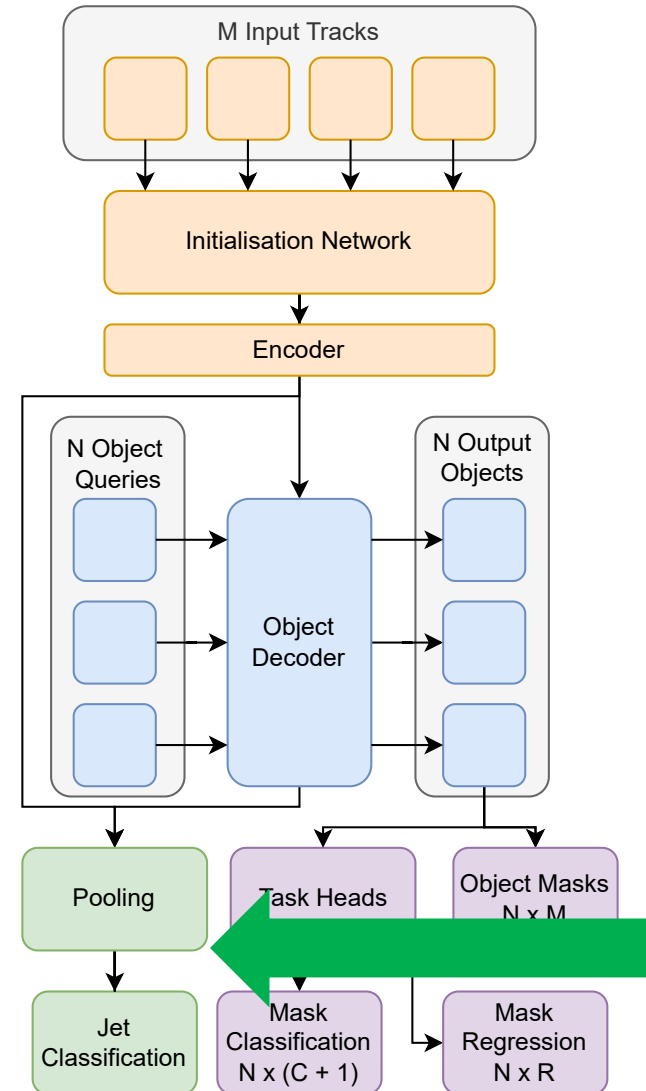 M Input Tracks
Initialisation Network
Encoder
N Object
Queries
N Output
Objects
Object
Decoder
Pooling
Task Heads
Object Masks
N x M
Jet
Classification
Mask
Classification
N x (C + 1)
Mask
Regression
N x R